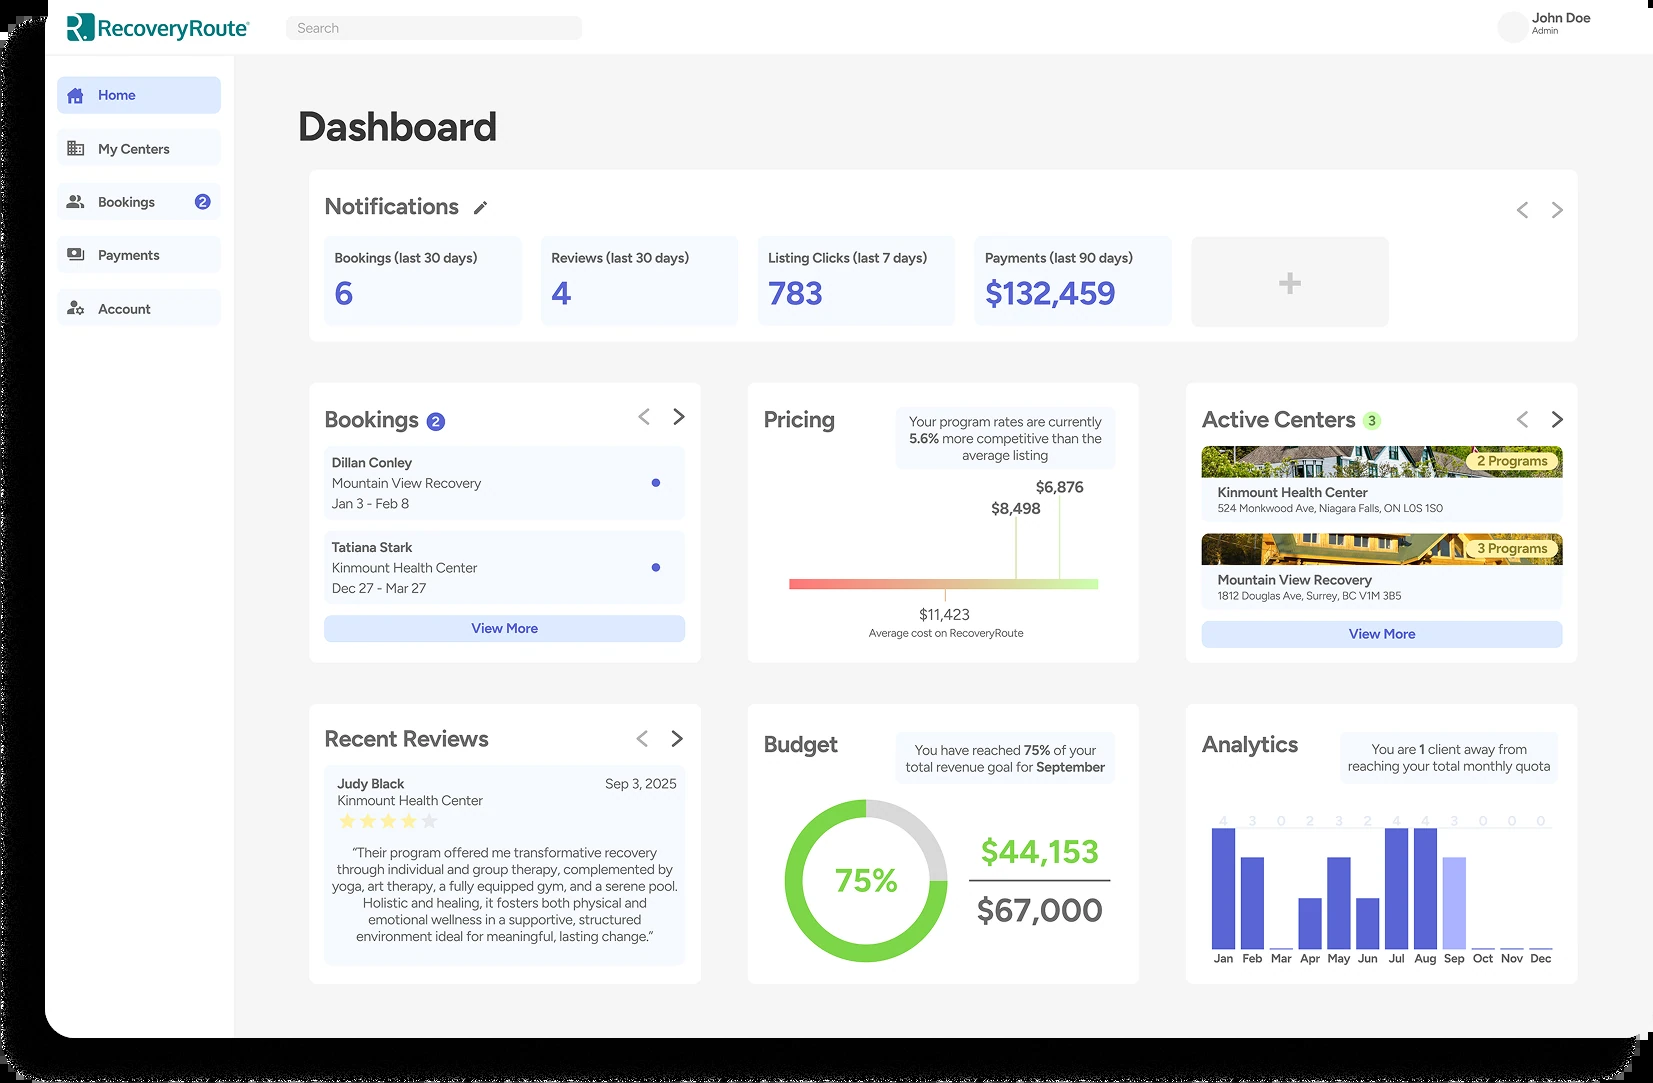 RecoveryRoute
Search
John Doe
Admin
Home
My Centers
Bookings 2
Payments
Account
Dashboard
Notifications
Bookings (last 30 days)
6
Reviews (last 30 days)
4
Listing Clicks (last 7 days)
783
Payments (last 90 days)
$132,459
+
Bookings 2
Dillan Conley
Mountain View Recovery
Jan 3 - Feb 8
Tatiana Stark
Kinmount Health Center
Dec 27 - Mar 27
View More
Pricing
Your program rates are currently
5.6% more competitive than the
average listing
$6,876
$8,498
$11,423
Average cost on RecoveryRoute
Active Centers 3
2 Programs
Kinmount Health Center
524 Monkwood Ave, Niagara Falls, ON L0S 1S0
3 Programs
Mountain View Recovery
1812 Douglas Ave, Surrey, BC V1M 3B5
View More
Recent Reviews
Judy Black Sep 3, 2025
Kinmount Health Center
“Their program offered me transformative recovery
through individual and group therapy, complemented by
yoga, art therapy, a fully equipped gym, and a serene pool.
Holistic and healing, it fosters both physical and
emotional wellness in a supportive, structured
environment ideal for meaningful, lasting change.”
Budget
You have reached 75% of your
total revenue goal for September
75%
$44,153
$67,000
Analytics
You are 1 client away from
reaching your total monthly quota
4 3 0 2 3 2 4 4 3 0 0 0
Jan Feb Mar Apr May Jun Jul Aug Sep Oct Nov Dec